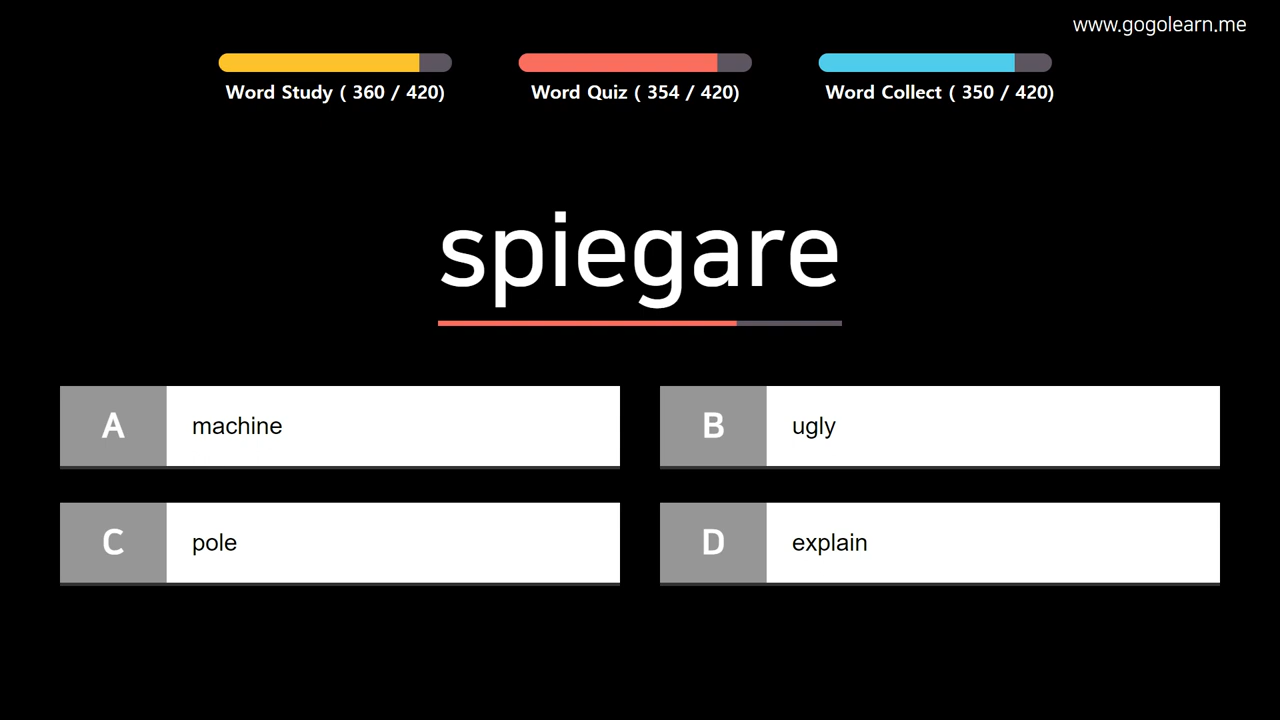 www.gogolearn.me
Word Study ( 360 / 420)
Word Quiz ( 354 / 420)
Word Collect ( 350 / 420)
spiegare
A machine
B ugly
C pole
D explain